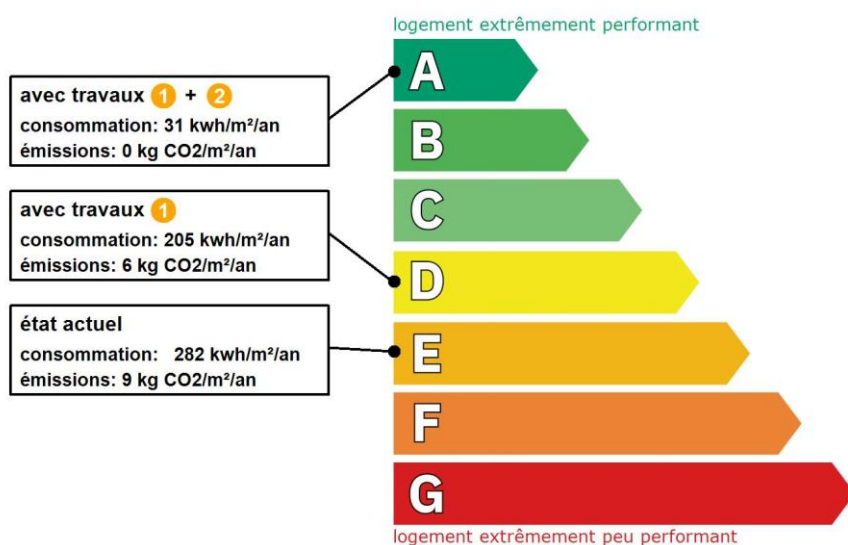 logement extrêmement performant
A
avec travaux 1 + 2
consommation: 31 kwh/m²/an
émissions: 0 kg CO2/m²/an
B
avec travaux 1
consommation: 205 kwh/m²/an
émissions: 6 kg CO2/m²/an
C
D
état actuel
consommation: 282 kwh/m²/an
émissions: 9 kg CO2/m²/an
E
F
G
logement extrêmement peu performant